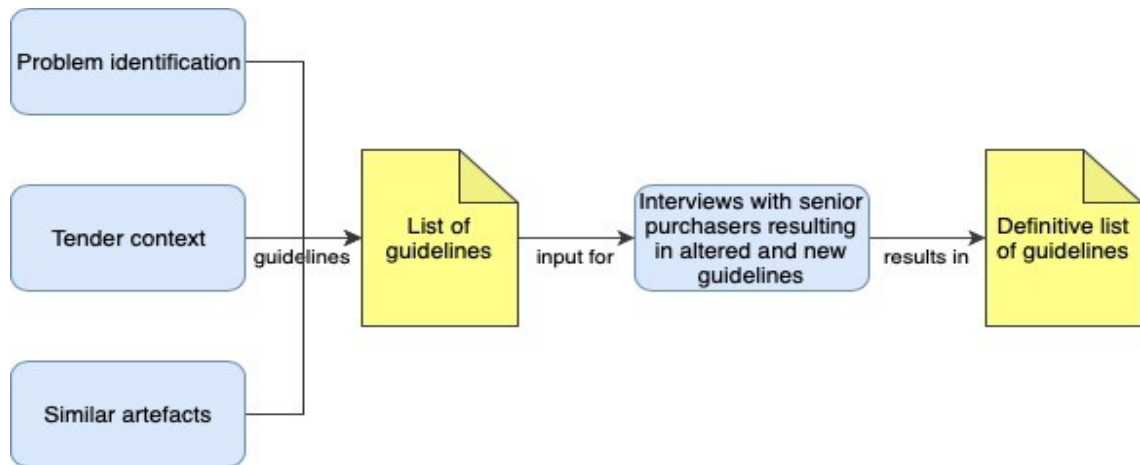 Problem identification
Tender context
Similar artefacts
guidelines
List of
guidelines
input for
Interviews with senior
purchasers resulting
in altered and new
guidelines
results in
Definitive list
of guidelines